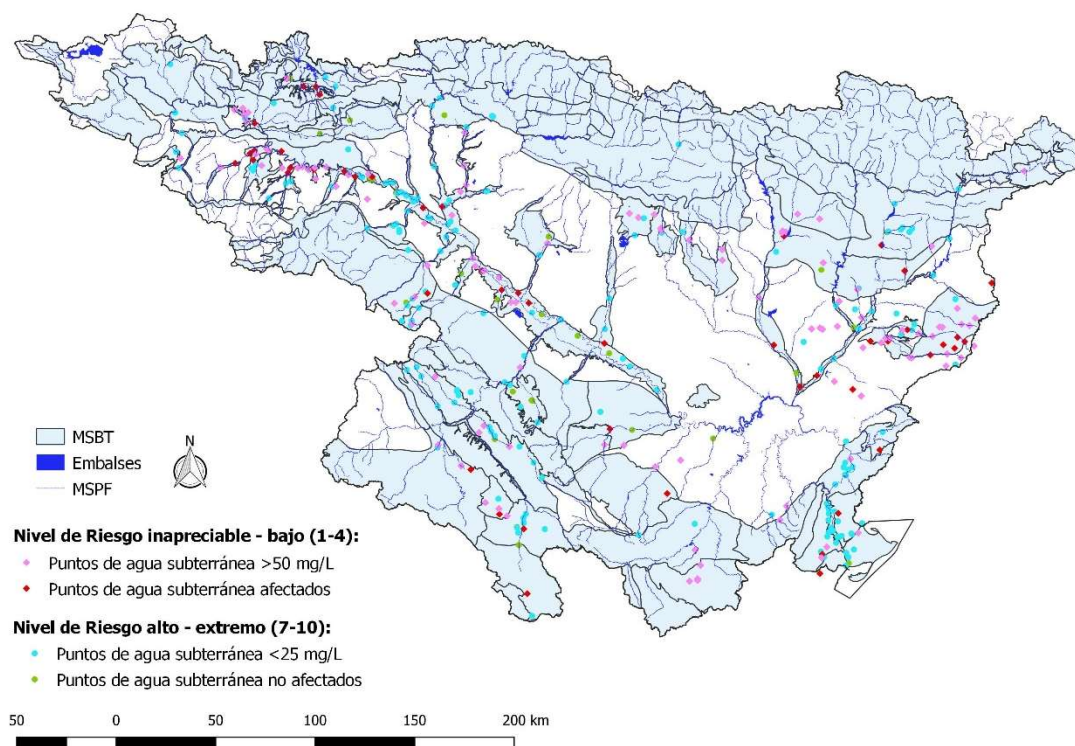 MSBT
Embalses
MSPF
N
Nivel de Riesgo inapreciable - bajo (1-4):
Puntos de agua subterránea >50 mg/L
Puntos de agua subterránea afectados
Nivel de Riesgo alto - extremo (7-10):
Puntos de agua subterránea <25 mg/L
Puntos de agua subterránea no afectados
50 0 50 100 150 200 km